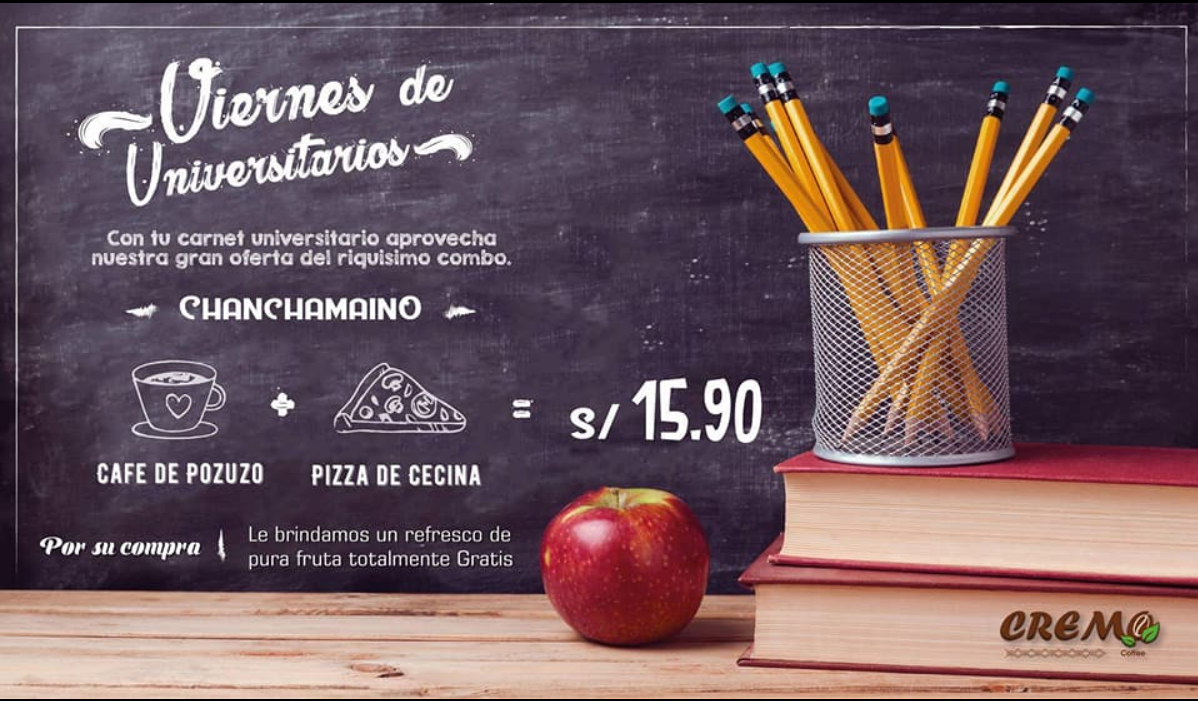 Viernes de
Universitarios
Con tu carnet universitario aprovecha
nuestra gran oferta del riquisimo combo.
CHANCHAMAINO
+ = S/ 15.90
CAFE DE POZUZO PIZZA DE CECINA
Por su compra
Le brindamos un refresco de
pura fruta totalmente Gratis
CREMO
Coffee